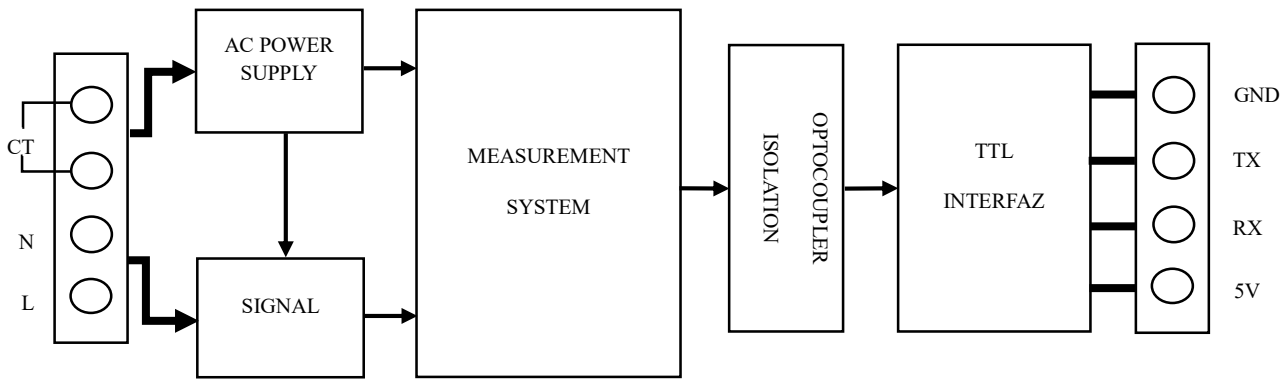 CT
N
L
AC POWER
SUPPLY
SIGNAL
MEASUREMENT
SYSTEM
OPTOCOUPLER
ISOLATION
TTL
INTERFAZ
GND
TX
RX
5V